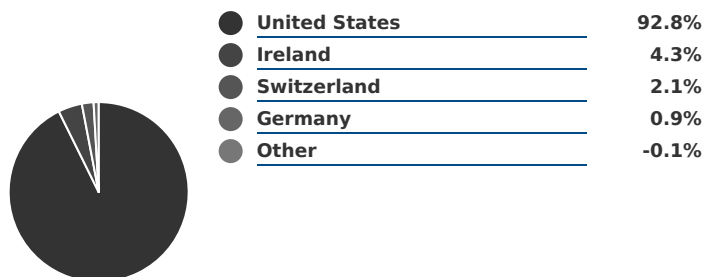 United States 92.8%
Ireland 4.3%
Switzerland 2.1%
Germany 0.9%
Other -0.1%